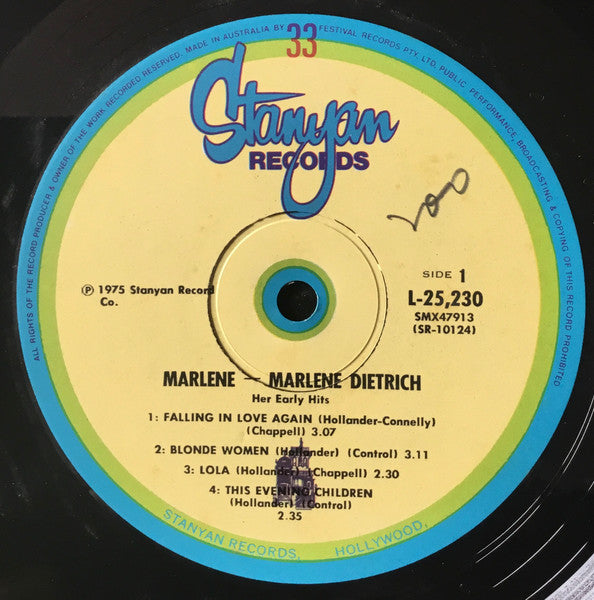 ALL RIGHTS OF THE RECORD PRODUCER & OWNER OF THE WORK RECORDED RESERVED. MADE IN AUSTRALIA BY FESTIVAL RECORDS PTY. LTD. PUBLIC PERFORMANCE, BROADCASTING & COPYING OF THIS RECORD PROHIBITED
33
Stanyan
RECORDS
SIDE 1
℗ 1975 Stanyan Record
Co.
L-25,230
SMX47913
(SR-10124)
MARLENE — MARLENE DIETRICH
Her Early Hits
1: FALLING IN LOVE AGAIN (Hollander-Connelly)
(Chappell) 3.07
2: BLONDE WOMEN (Hollander) (Control) 3.11
3: LOLA (Hollander) (Chappell) 2.30
4: THIS EVENING CHILDREN
(Hollander) (Control)
2.35
STANYAN RECORDS, HOLLYWOOD,